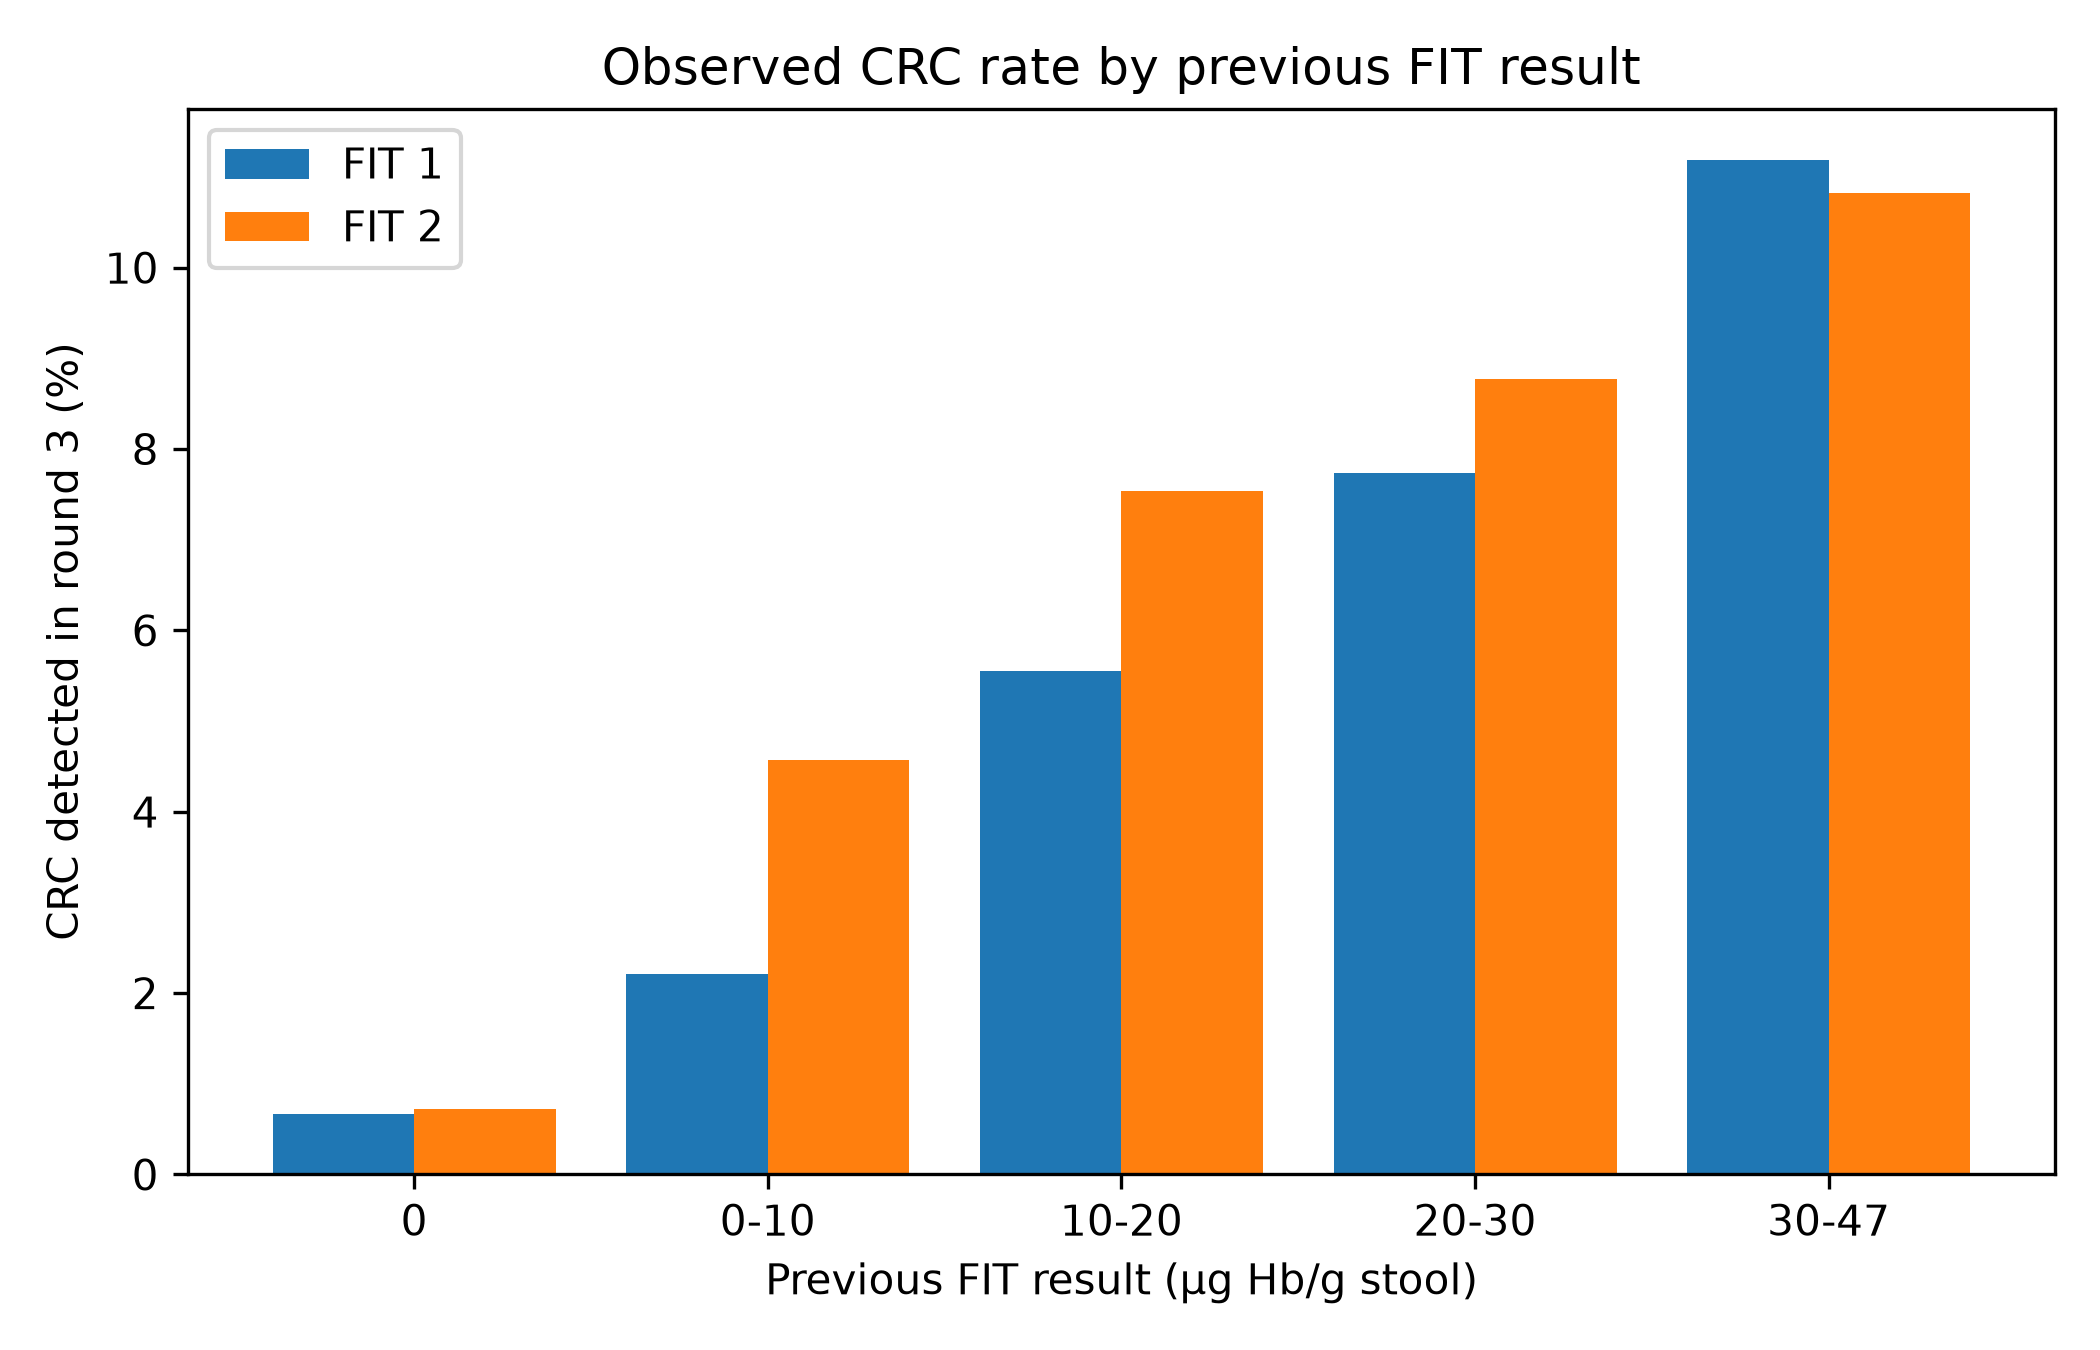 Observed CRC rate by previous FIT result
FIT 1
FIT 2
CRC detected in round 3 (%)
10
8
6
4
2
0
0
0-10
10-20
20-30
30-47
Previous FIT result (µg Hb/g stool)